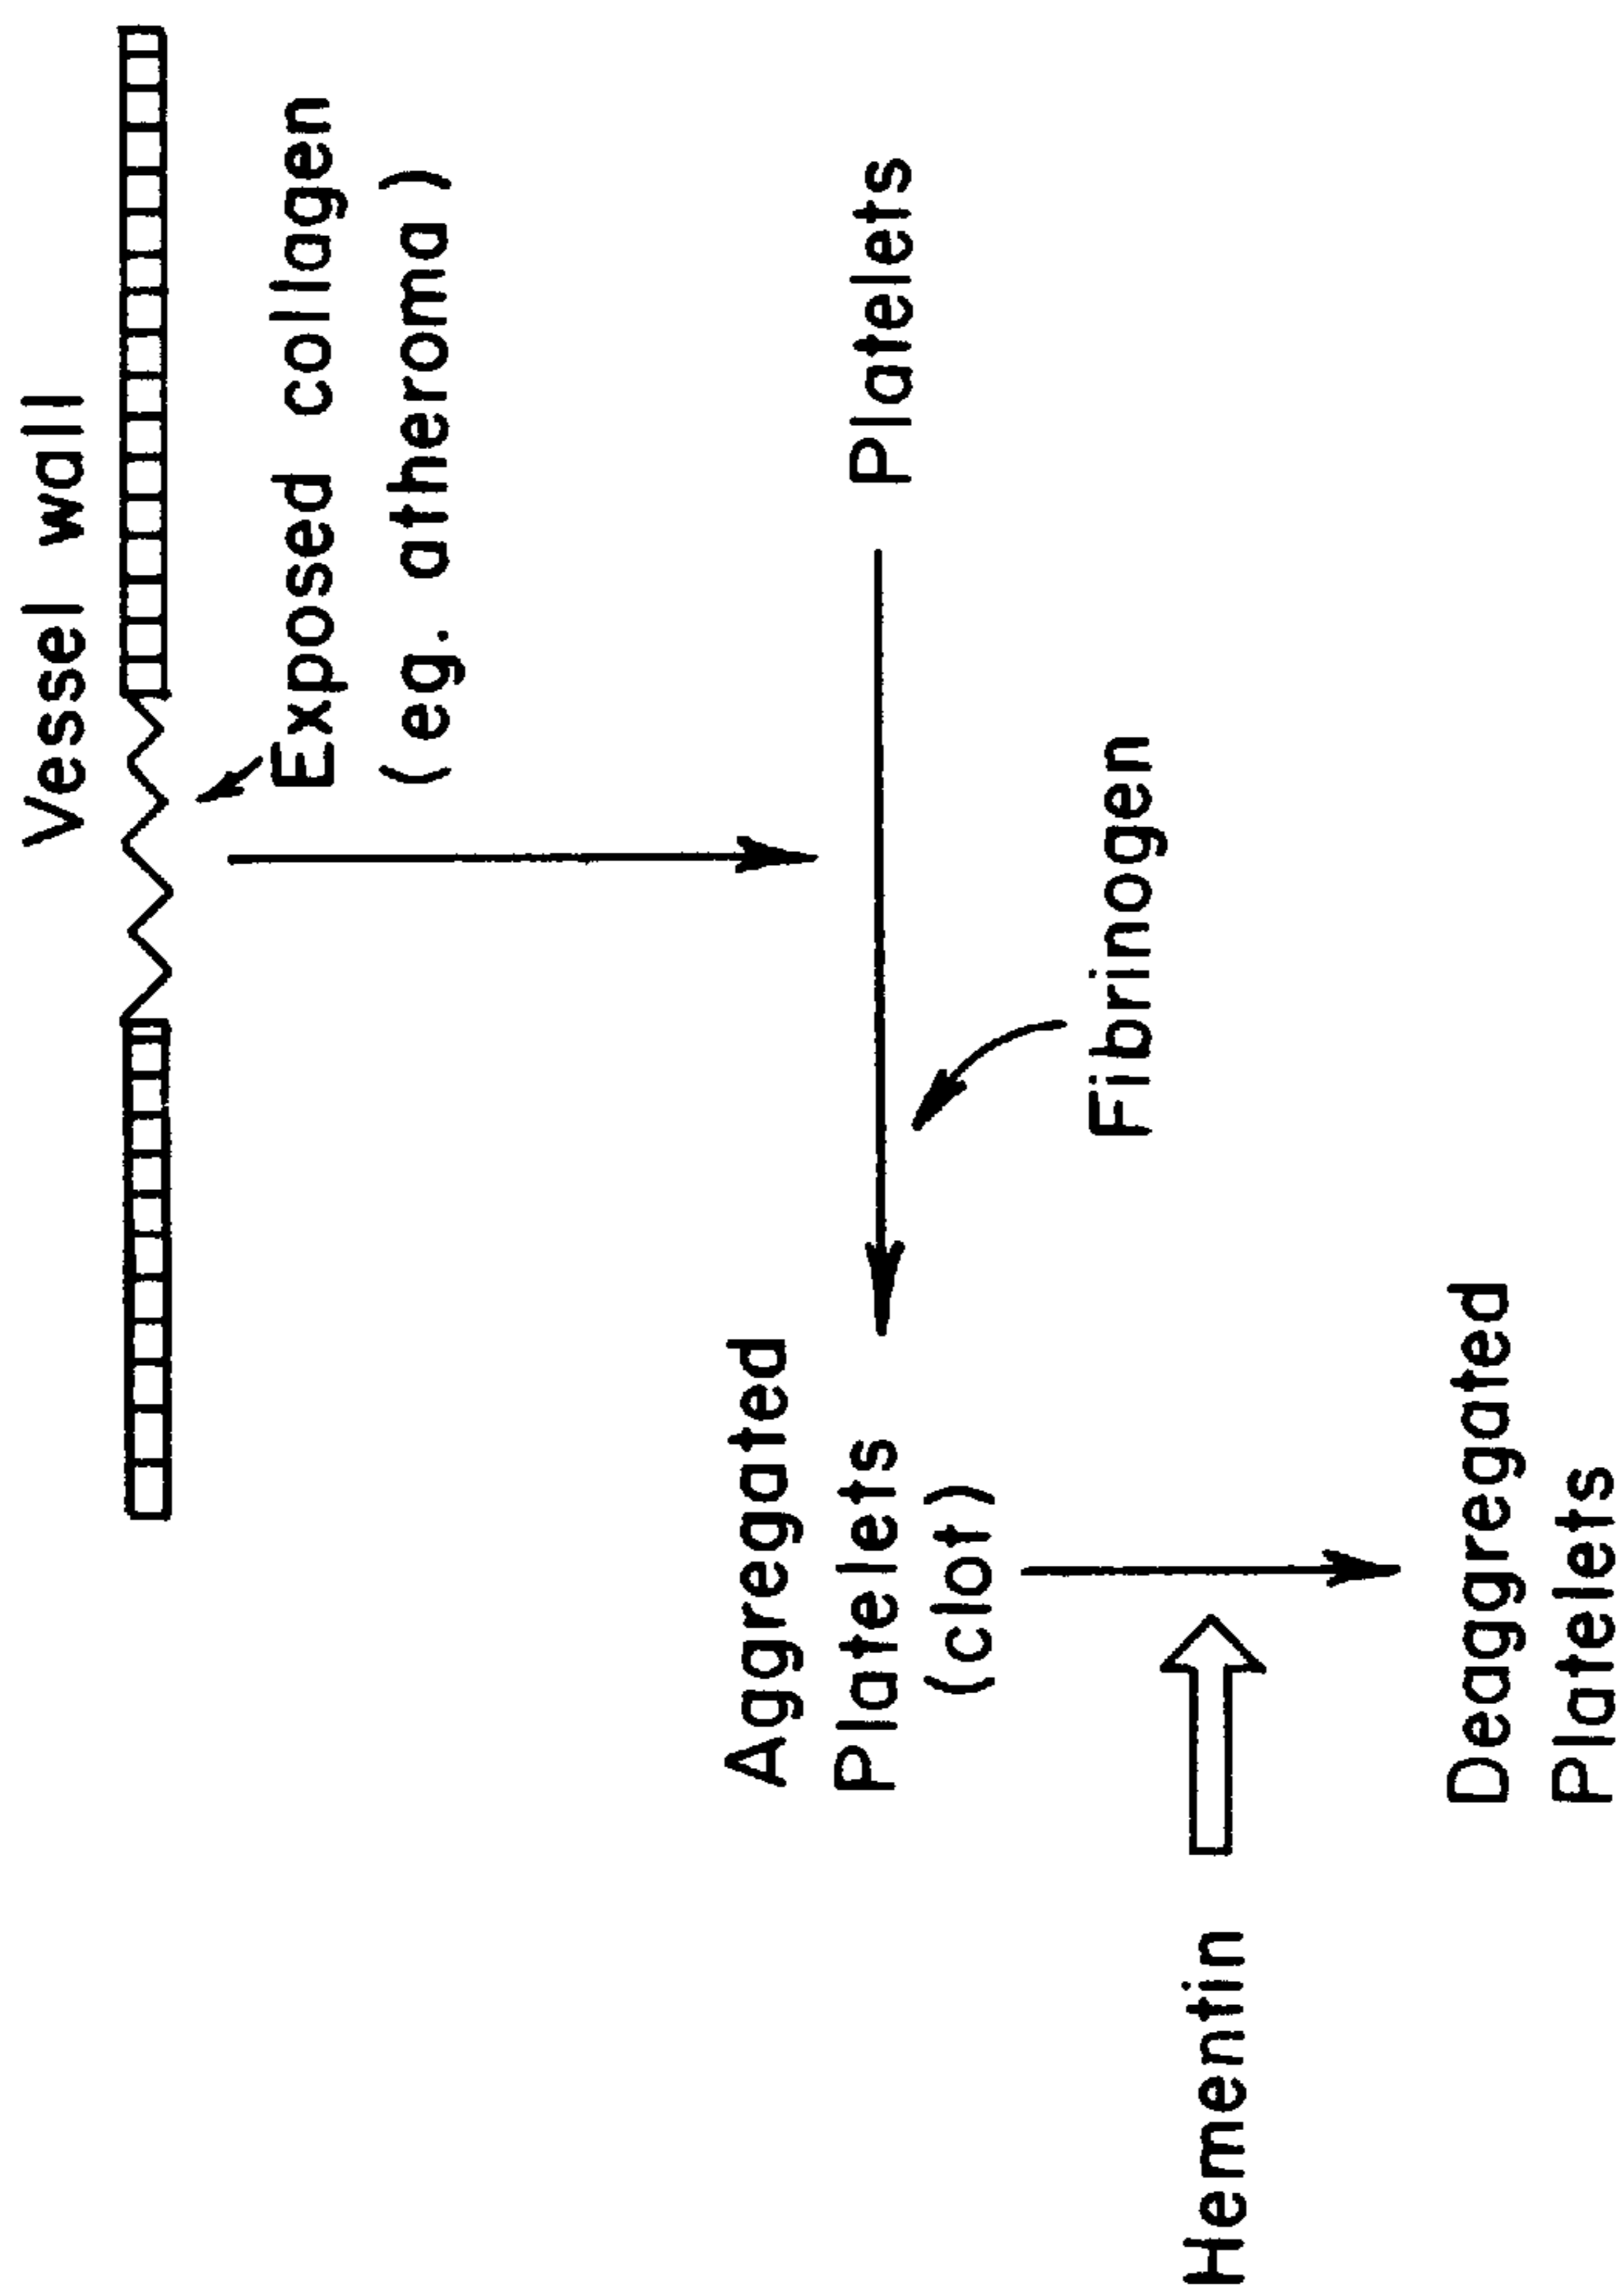 Vessel wall
Exposed collagen
(eg. atheroma)
Aggregated
Platelets
(clot)
Platelets
Fibrinogen
Hementin
Deaggregated
Platelets